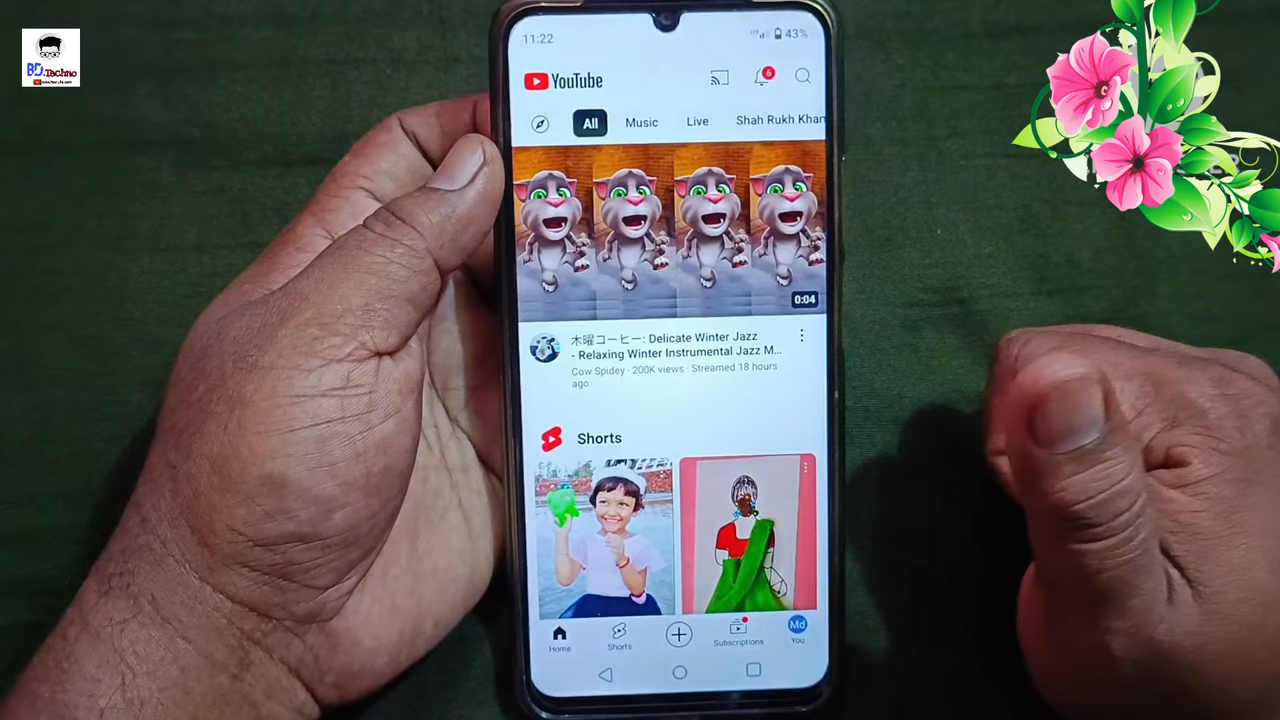 BD.Techno
11:22
43%
YouTube
6
All
Music
Live
Shah Rukh Khan
0:04
木曜コーヒー: Delicate Winter Jazz
- Relaxing Winter Instrumental Jazz M...
Cow Spidey · 200K views · Streamed 18 hours
ago
Shorts
Home
Shorts
Subscriptions
Md
You